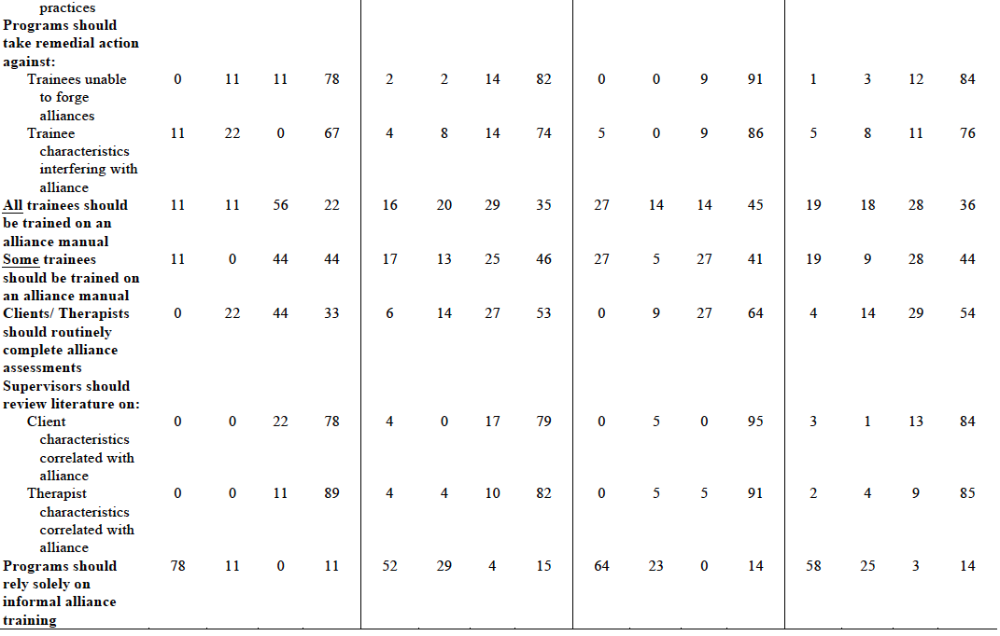 practices
Programs should
take remedial action
against:
Trainees unable 0 11 11 78 2 2 14 82 0 0 9 91 1 3 12 84
to forge
alliances
Trainee 11 22 0 67 4 8 14 74 5 0 9 86 5 8 11 76
characteristics
interfering with
alliance
All trainees should 11 11 56 22 16 20 29 35 27 14 14 45 19 18 28 36
be trained on an
alliance manual
Some trainees 11 0 44 44 17 13 25 46 27 5 27 41 19 9 28 44
should be trained on
an alliance manual
Clients/ Therapists 0 22 44 33 6 14 27 53 0 9 27 64 4 14 29 54
should routinely
complete alliance
assessments
Supervisors should
review literature on:
Client 0 0 22 78 4 0 17 79 0 5 0 95 3 1 13 84
characteristics
correlated with
alliance
Therapist 0 0 11 89 4 4 10 82 0 5 5 91 2 4 9 85
characteristics
correlated with
alliance
Programs should 78 11 0 11 52 29 4 15 64 23 0 14 58 25 3 14
rely solely on
informal alliance
training